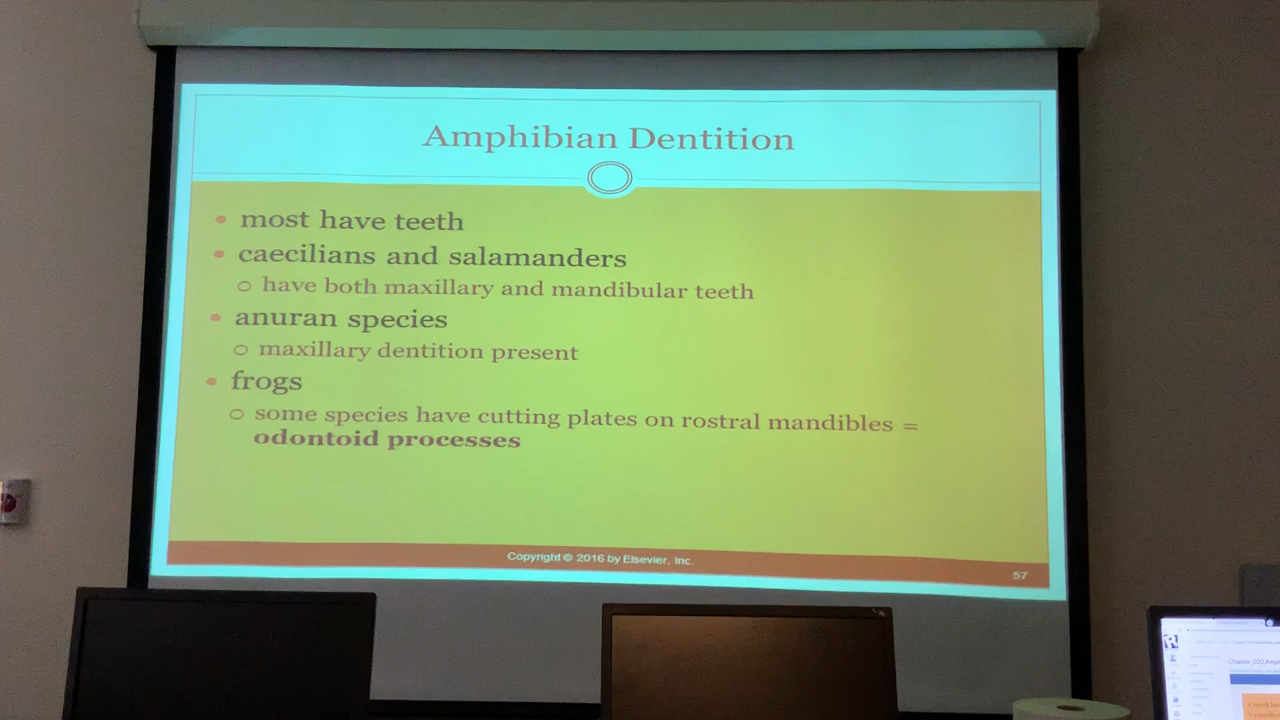 Amphibian Dentition
• most have teeth
• caecilians and salamanders
○ have both maxillary and mandibular teeth
• anuran species
○ maxillary dentition present
• frogs
○ some species have cutting plates on rostral mandibles =
odontoid processes
Copyright © 2016 by Elsevier, Inc.
57